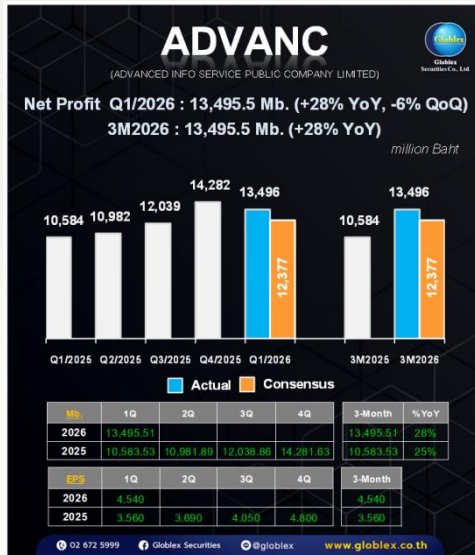 ADVANC
Globlex
Globlex
Securities Co., Ltd
(ADVANCED INFO SERVICE PUBLIC COMPANY LIMITED)
Net Profit Q1/2026 : 13,495.5 Mb. (+28% YoY, -6% QoQ)
3M2026 : 13,495.5 Mb. (+28% YoY)
million Baht
10,584 10,982 12,039 14,282 13,496 12,377 10,584 13,496 12,377
Q1/2025 Q2/2025 Q3/2025 Q4/2025 Q1/2026 3M2025 3M2026
Actual Consensus
Mb. 1Q 2Q 3Q 4Q 3-Month %YoY
2026 13,495.51 13,495.51 28%
2025 10,583.53 10,981.89 12,038.86 14,281.63 10,583.53 25%
EPS 1Q 2Q 3Q 4Q 3-Month
2026 4.540 4.540
2025 3.560 3.690 4.050 4.800 3.560
02 672 5999 Globlex Securities @globlex www.globlex.co.th